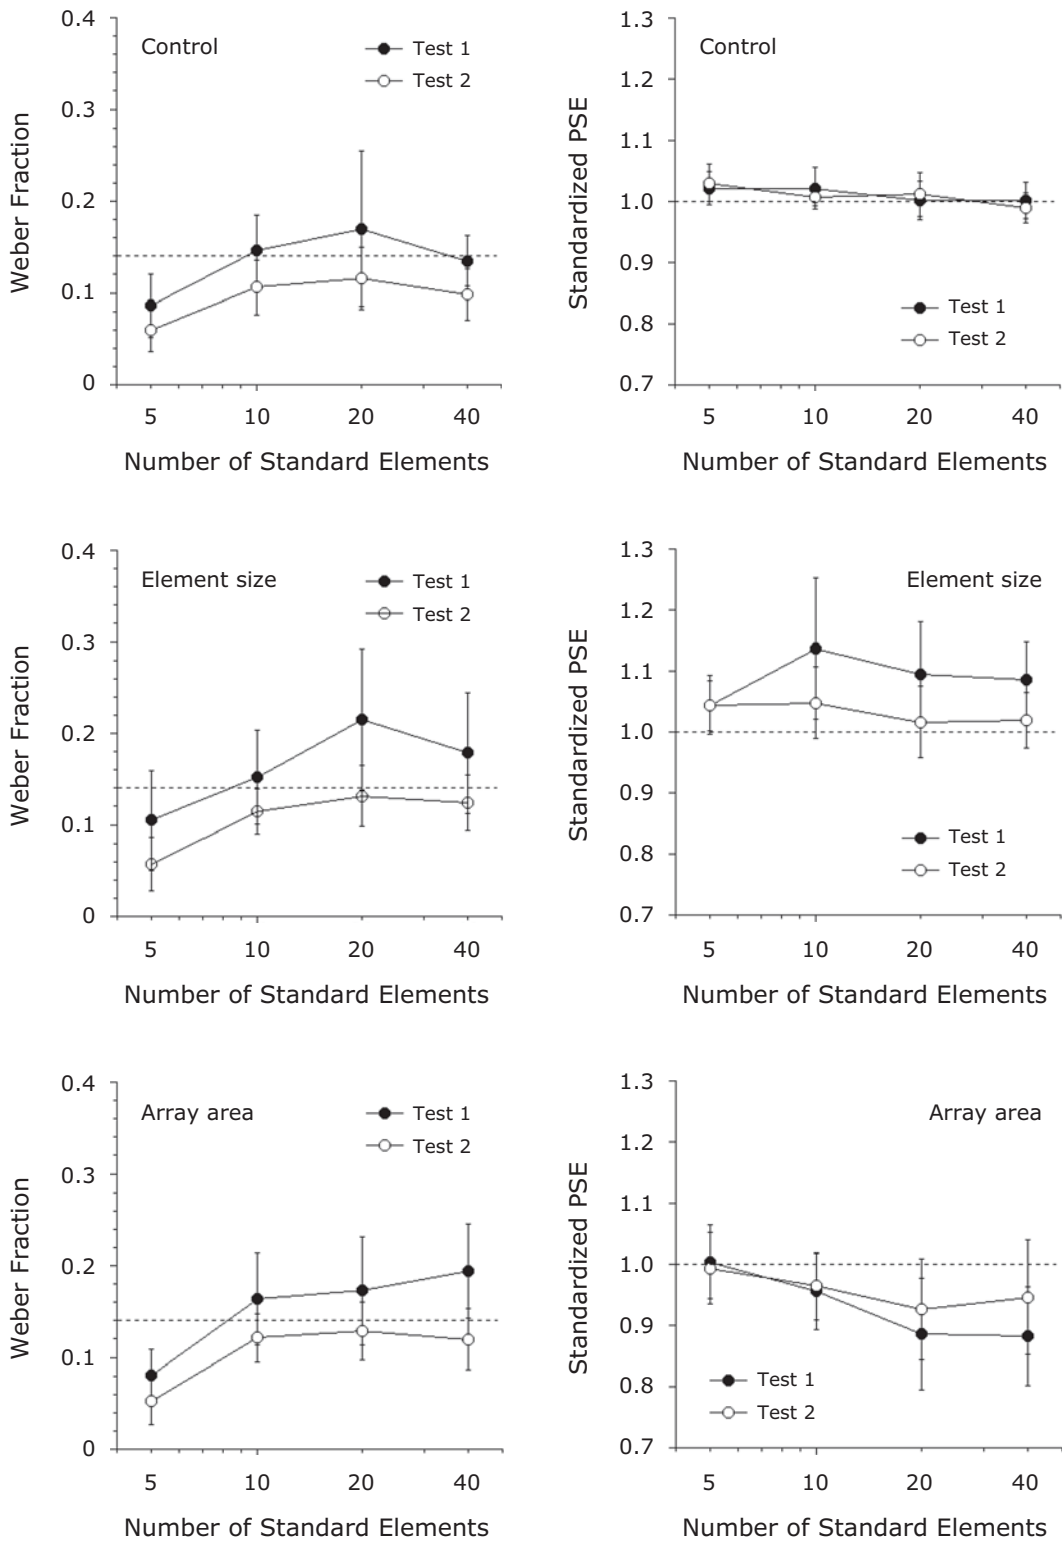 Control
Test 1
Test 2
Weber Fraction
0.4
0.3
0.2
0.1
0
5 10 20 40
Number of Standard Elements
Control
Test 1
Test 2
Standardized PSE
1.3
1.2
1.1
1.0
0.9
0.8
0.7
5 10 20 40
Number of Standard Elements
Element size
Test 1
Test 2
Weber Fraction
0.4
0.3
0.2
0.1
0
5 10 20 40
Number of Standard Elements
Element size
Test 1
Test 2
Standardized PSE
1.3
1.2
1.1
1.0
0.9
0.8
0.7
5 10 20 40
Number of Standard Elements
Array area
Test 1
Test 2
Weber Fraction
0.4
0.3
0.2
0.1
0
5 10 20 40
Number of Standard Elements
Array area
Test 1
Test 2
Standardized PSE
1.3
1.2
1.1
1.0
0.9
0.8
0.7
5 10 20 40
Number of Standard Elements